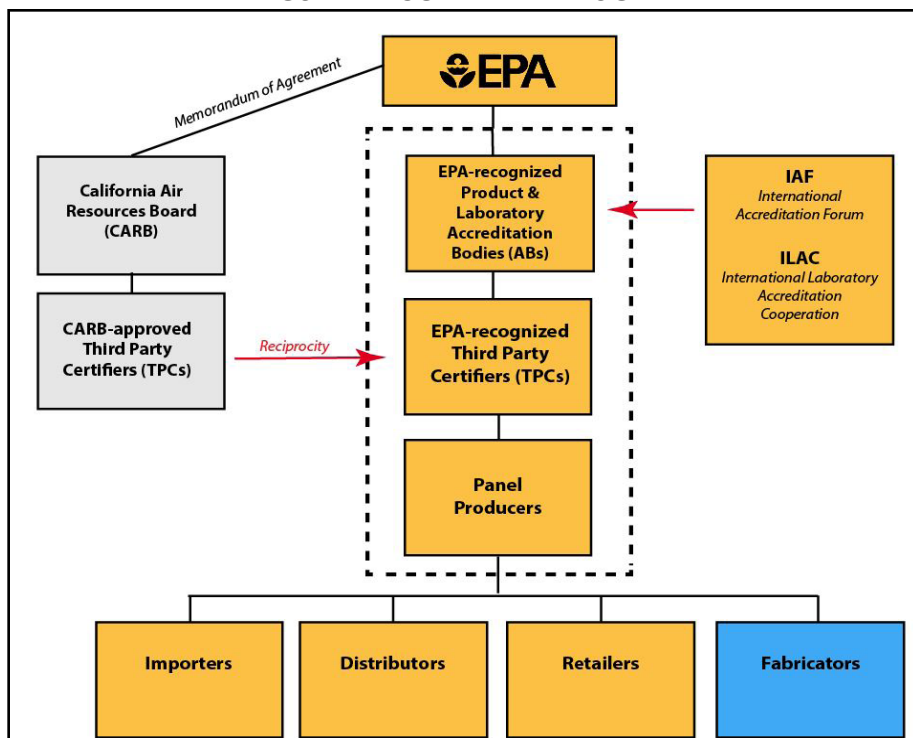 EPA
Memorandum of Agreement
California Air
Resources Board
(CARB)
EPA-recognized
Product &
Laboratory
Accreditation
Bodies (ABs)
IAF
International
Accreditation Forum
ILAC
International Laboratory
Accreditation
Cooperation
CARB-approved
Third Party
Certifiers (TPCs)
Reciprocity
EPA-recognized
Third Party
Certifiers (TPCs)
Panel
Producers
Importers
Distributors
Retailers
Fabricators